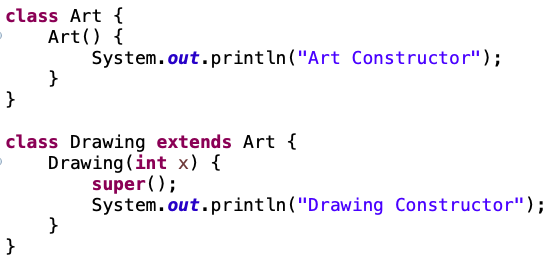 class Art {
    Art() {
        System.out.println("Art Constructor");
    }
}

class Drawing extends Art {
    Drawing(int x) {
        super();
        System.out.println("Drawing Constructor");
    }
}